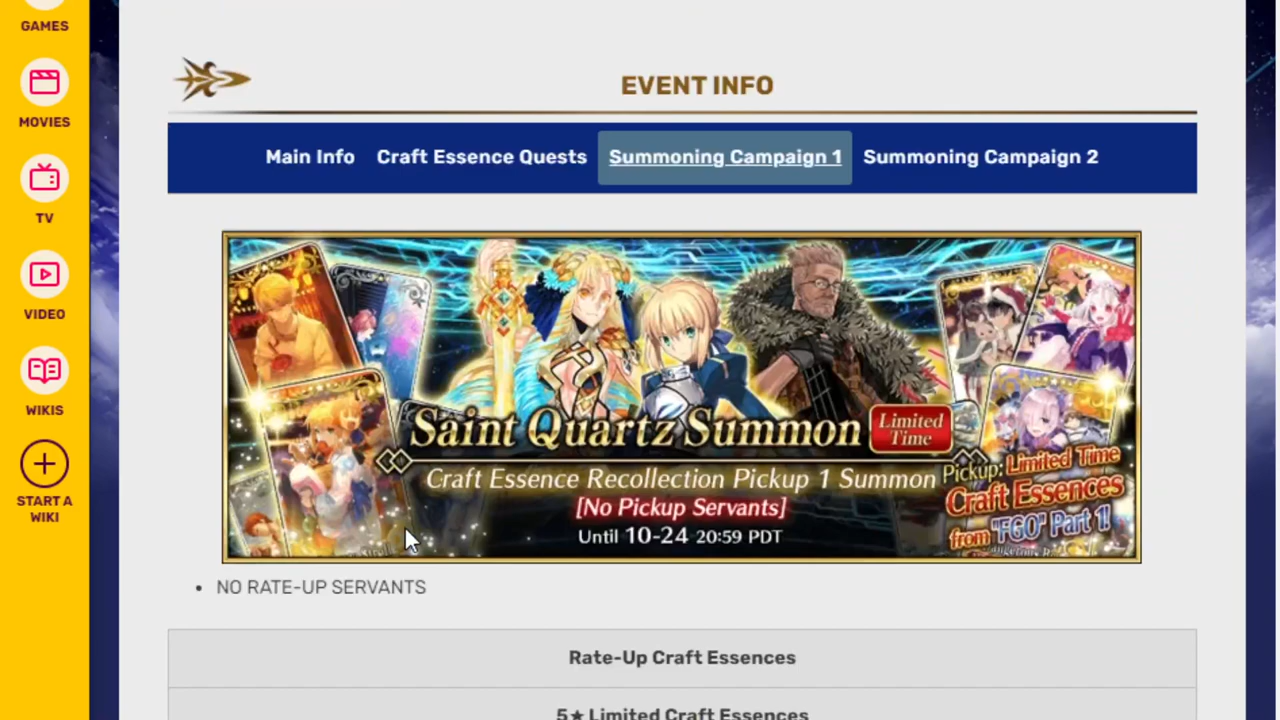 GAMES
MOVIES
TV
VIDEO
WIKIS
START A
WIKI
EVENT INFO
Main Info
Craft Essence Quests
Summoning Campaign 1
Summoning Campaign 2
Saint Quartz Summon
Limited
Time
Craft Essence Recollection Pickup 1 Summon
[No Pickup Servants]
Until 10-24 20:59 PDT
Pickup: Limited Time
Craft Essences
from "FGO" Part 1!
• NO RATE-UP SERVANTS
Rate-Up Craft Essences
5★ Limited Craft Essences